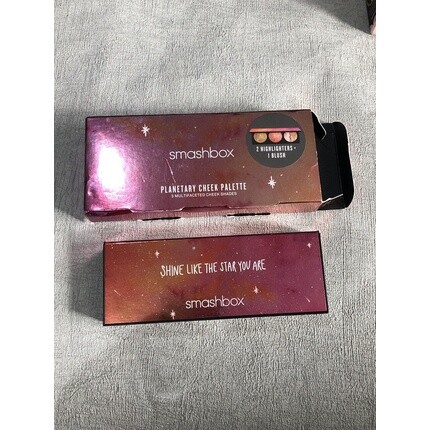 smashbox
2 HIGHLIGHTERS +
1 BLUSH
PLANETARY CHEEK PALETTE
3 MULTIFACETED CHEEK SHADES
SHINE LIKE THE STAR YOU ARE
smashbox